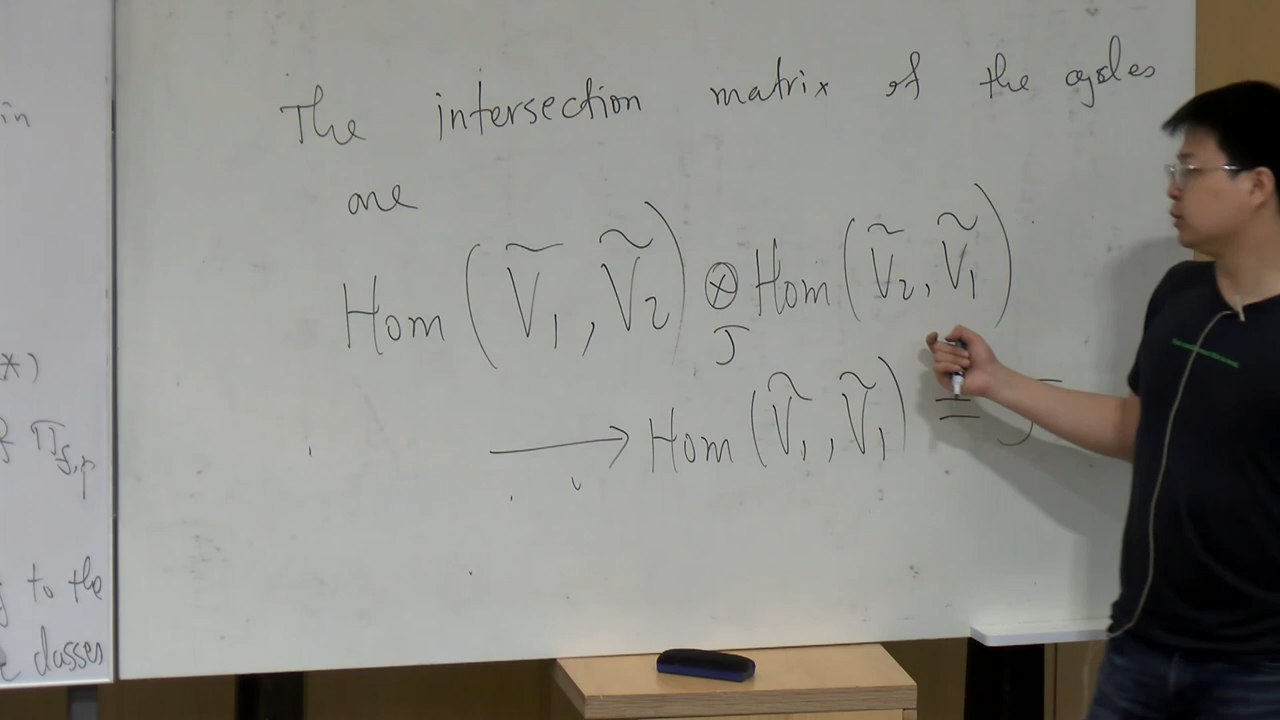 in
*)
π_{f,p}
to the
classes
The intersection matrix of the cycles
are
Hom (Ṽ₁, Ṽ₂) ⊗_J Hom (Ṽ₂, Ṽ₁)
⟶ Hom (Ṽ₁, Ṽ₁) = J